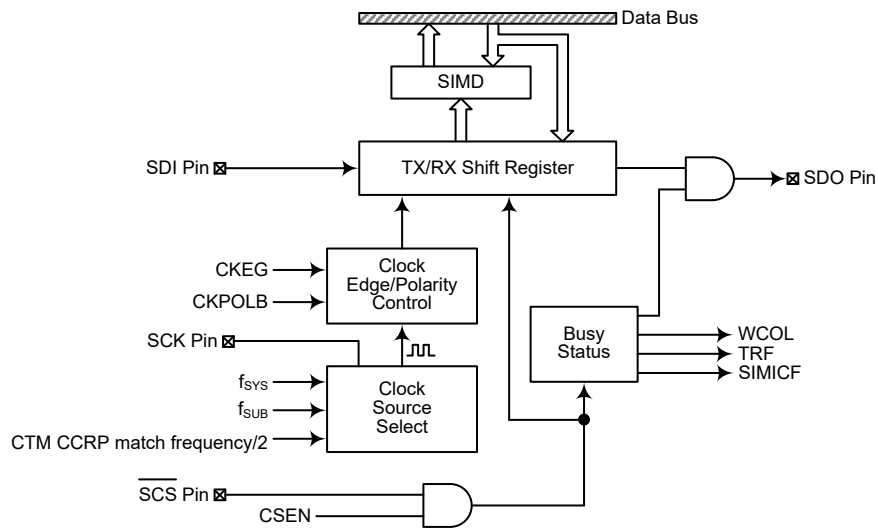 Data Bus
SIMD
SDI Pin
TX/RX Shift Register
SDO Pin
CKEG
CKPOLB
Clock
Edge/Polarity
Control
SCK Pin
Busy
Status
WCOL
TRF
SIMICF
fSYS
fSUB
CTM CCRP match frequency/2
Clock
Source
Select
SCS Pin
CSEN